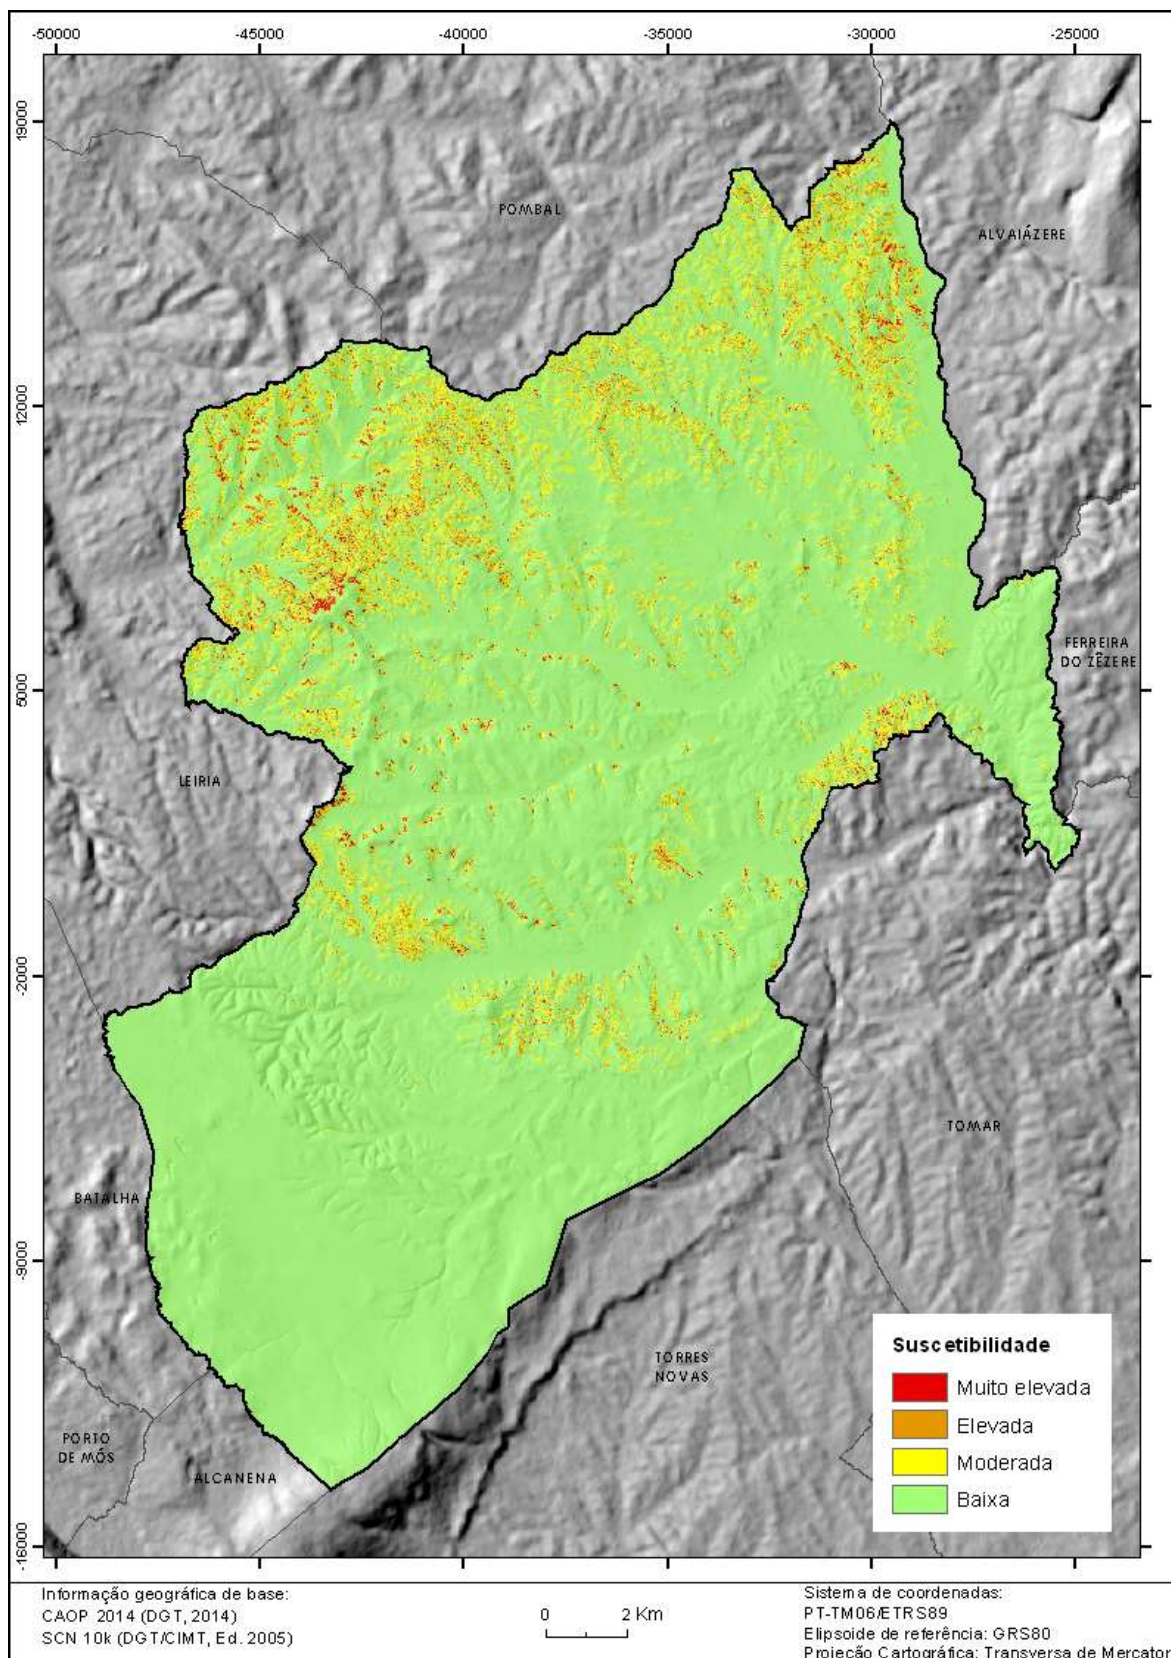 -50000 -45000 -40000 -35000 -30000 -25000
19000
POMBAL
ALVAIÁZERE
12000
FERREIRA
DO ZÊZERE
5000
LEIRIA
-2000
TOMAR
BATALHA
-9000
TORRES
NOVAS
PORTO
DE MÓS
ALCANENA
-16000
Suscetibilidade
Muito elevada
Elevada
Moderada
Baixa
Informação geográfica de base:
CAOP 2014 (DGT, 2014)
SCN 10k (DGT/CIMT, Ed. 2005)
0 2 Km
Sistema de coordenadas:
PT-TM06/ETRS89
Elipsoide de referência: GRS80
Projeção Cartográfica: Transversa de Mercator